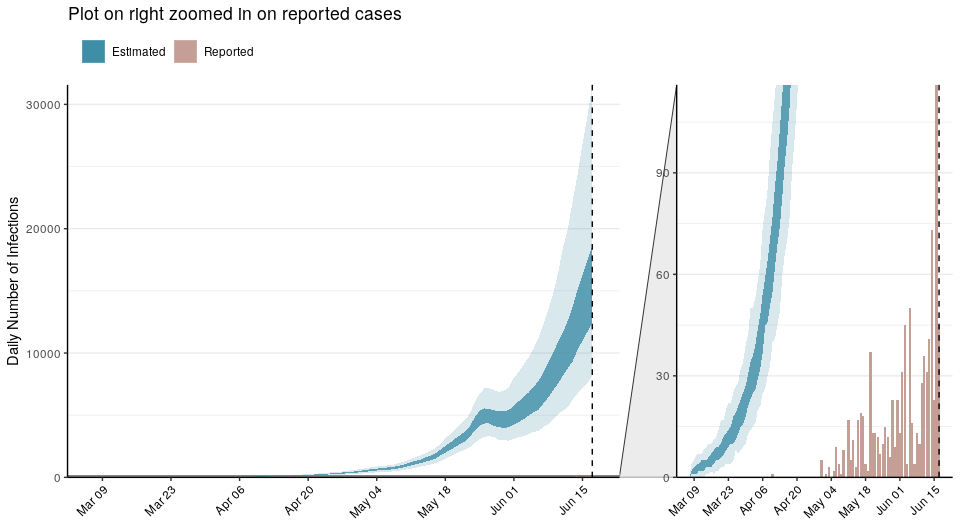 Plot on right zoomed in on reported cases
Estimated
Reported
Daily Number of Infections
30000
20000
10000
0
Mar 09
Mar 23
Apr 06
Apr 20
May 04
May 18
Jun 01
Jun 15
90
60
30
0
Mar 09
Mar 23
Apr 06
Apr 20
May 04
May 18
Jun 01
Jun 15